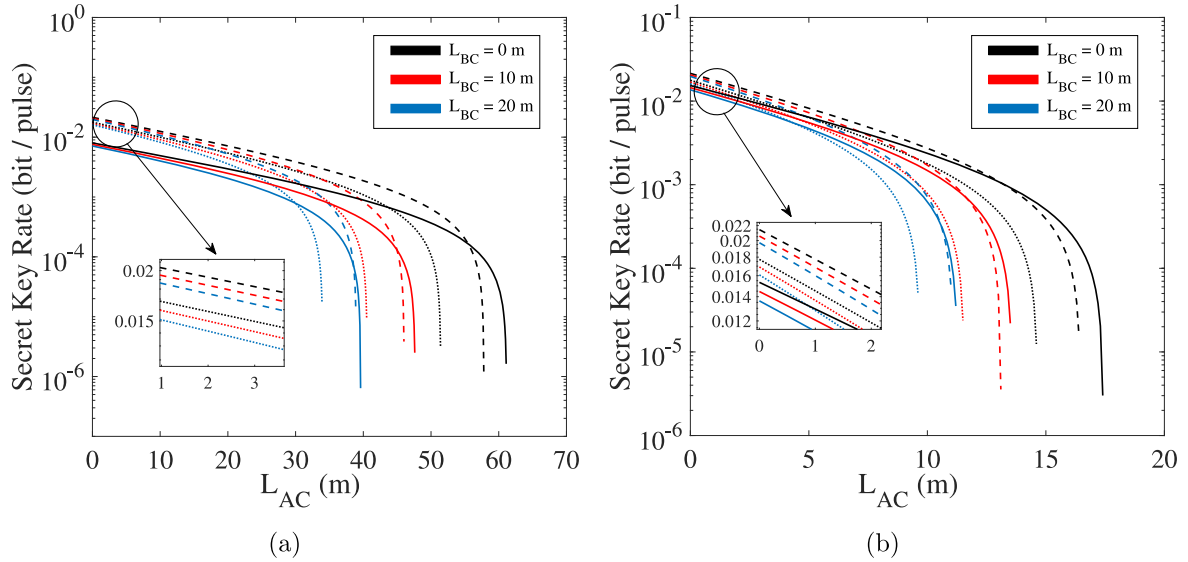 10^0
10^-2
10^-4
10^-6
Secret Key Rate (bit / pulse)
L_BC = 0 m
L_BC = 10 m
L_BC = 20 m
0.02
0.015
1 2 3
0 10 20 30 40 50 60 70
L_AC (m)
(a)
10^-1
10^-2
10^-3
10^-4
10^-5
10^-6
Secret Key Rate (bit / pulse)
L_BC = 0 m
L_BC = 10 m
L_BC = 20 m
0.022
0.02
0.018
0.016
0.014
0.012
0 1 2
0 5 10 15 20
L_AC (m)
(b)